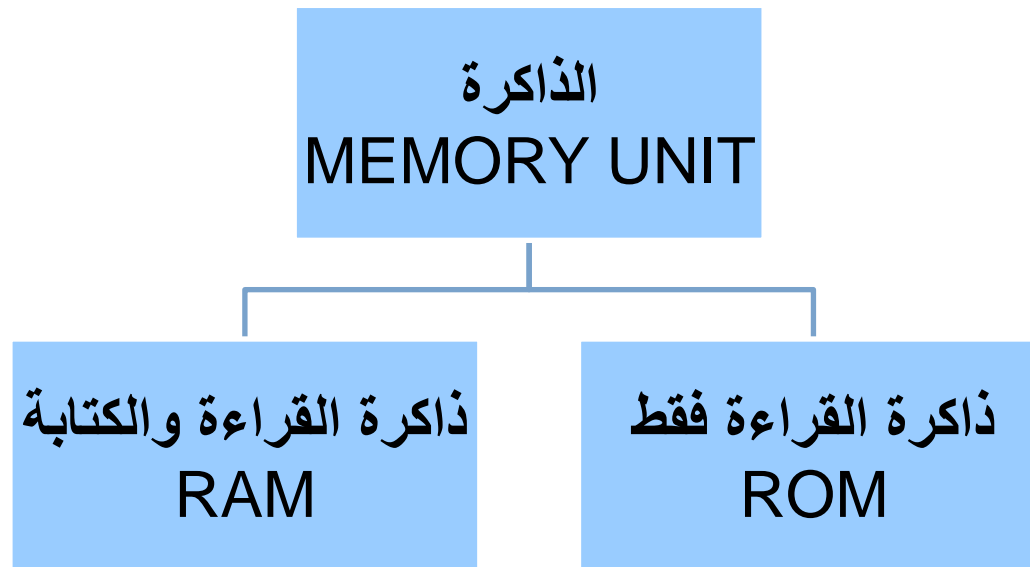 الذاكرة
MEMORY UNIT
ذاكرة القراءة فقط
ROM
ذاكرة القراءة والكتابة
RAM